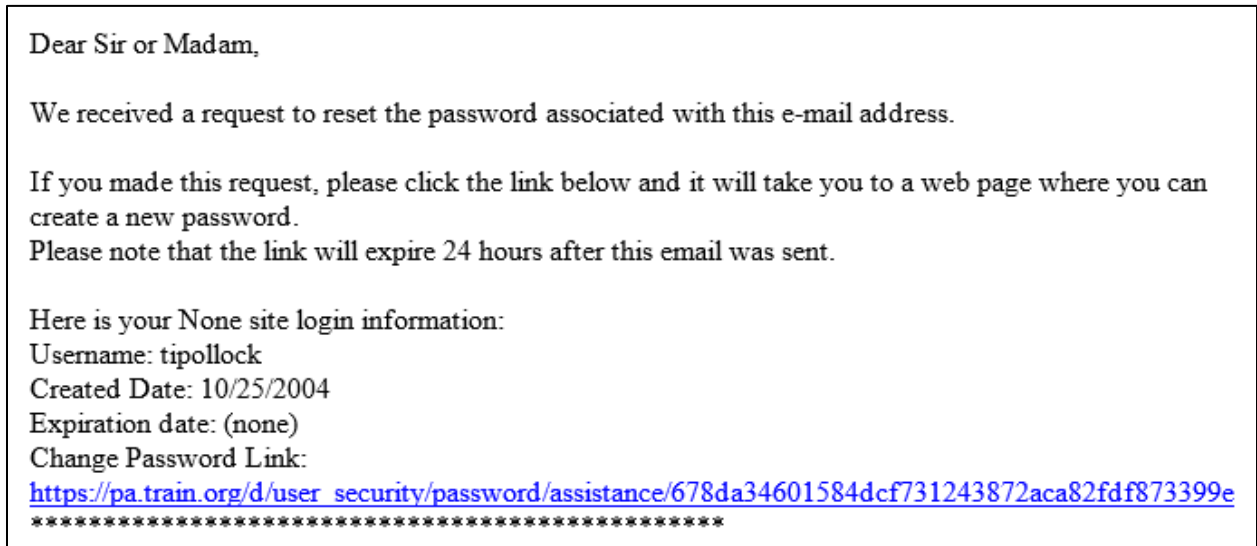 Dear Sir or Madam,
We received a request to reset the password associated with this e-mail address.
If you made this request, please click the link below and it will take you to a web page where you can
create a new password.
Please note that the link will expire 24 hours after this email was sent.
Here is your None site login information:
Username: tipollock
Created Date: 10/25/2004
Expiration date: (none)
Change Password Link:
https://pa.train.org/d/user_security/password/assistance/678da34601584dcf731243872aca82fdf873399e
**************************************************